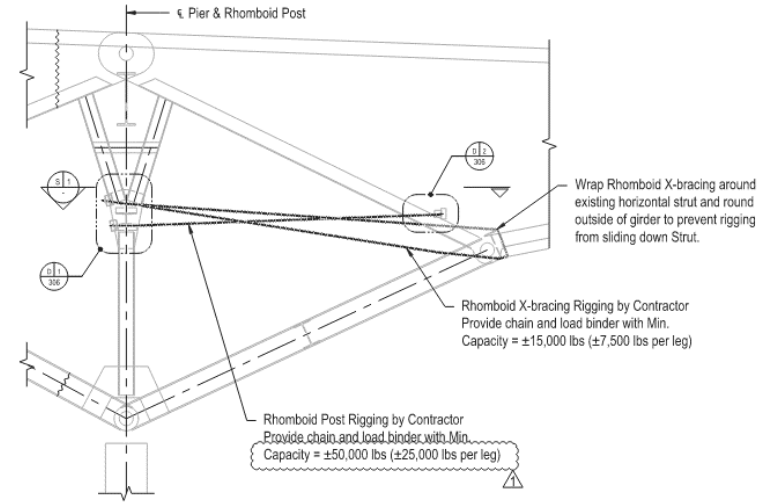 ℄ Pier & Rhomboid Post
D 2
306
S 1
-
Wrap Rhomboid X-bracing around
existing horizontal strut and round
outside of girder to prevent rigging
from sliding down Strut.
D 1
306
Rhomboid X-bracing Rigging by Contractor
Provide chain and load binder with Min.
Capacity = ±15,000 lbs (±7,500 lbs per leg)
Rhomboid Post Rigging by Contractor
Provide chain and load binder with Min.
Capacity = ±50,000 lbs (±25,000 lbs per leg)
1